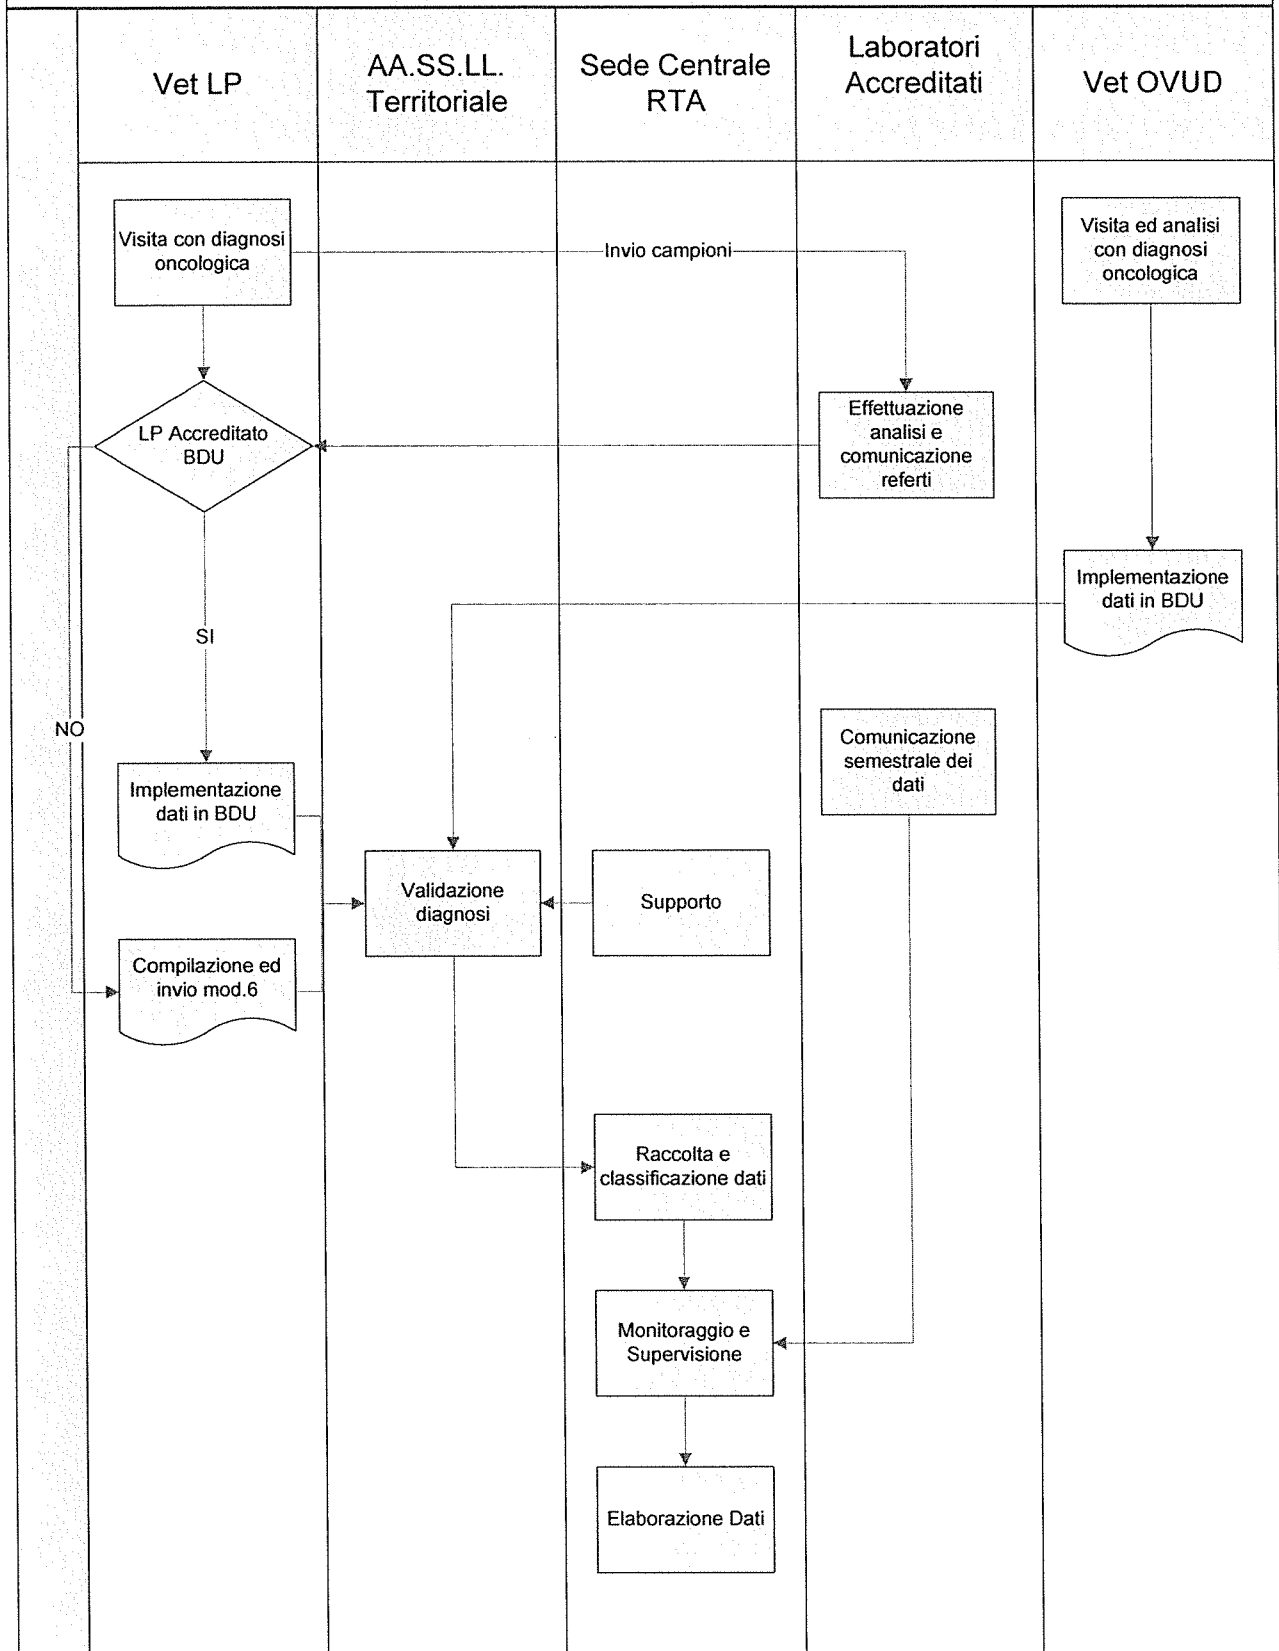 Vet LP
AA.SS.LL.
Territoriale
Sede Centrale
RTA
Laboratori
Accreditati
Vet OVUD
Visita con diagnosi
oncologica
Invio campioni
Visita ed analisi
con diagnosi
oncologica
LP Accreditato
BDU
Effettuazione
analisi e
comunicazione
referti
Implementazione
dati in BDU
SI
NO
Comunicazione
semestrale dei
dati
Implementazione
dati in BDU
Validazione
diagnosi
Supporto
Compilazione ed
invio mod.6
Raccolta e
classificazione dati
Monitoraggio e
Supervisione
Elaborazione Dati